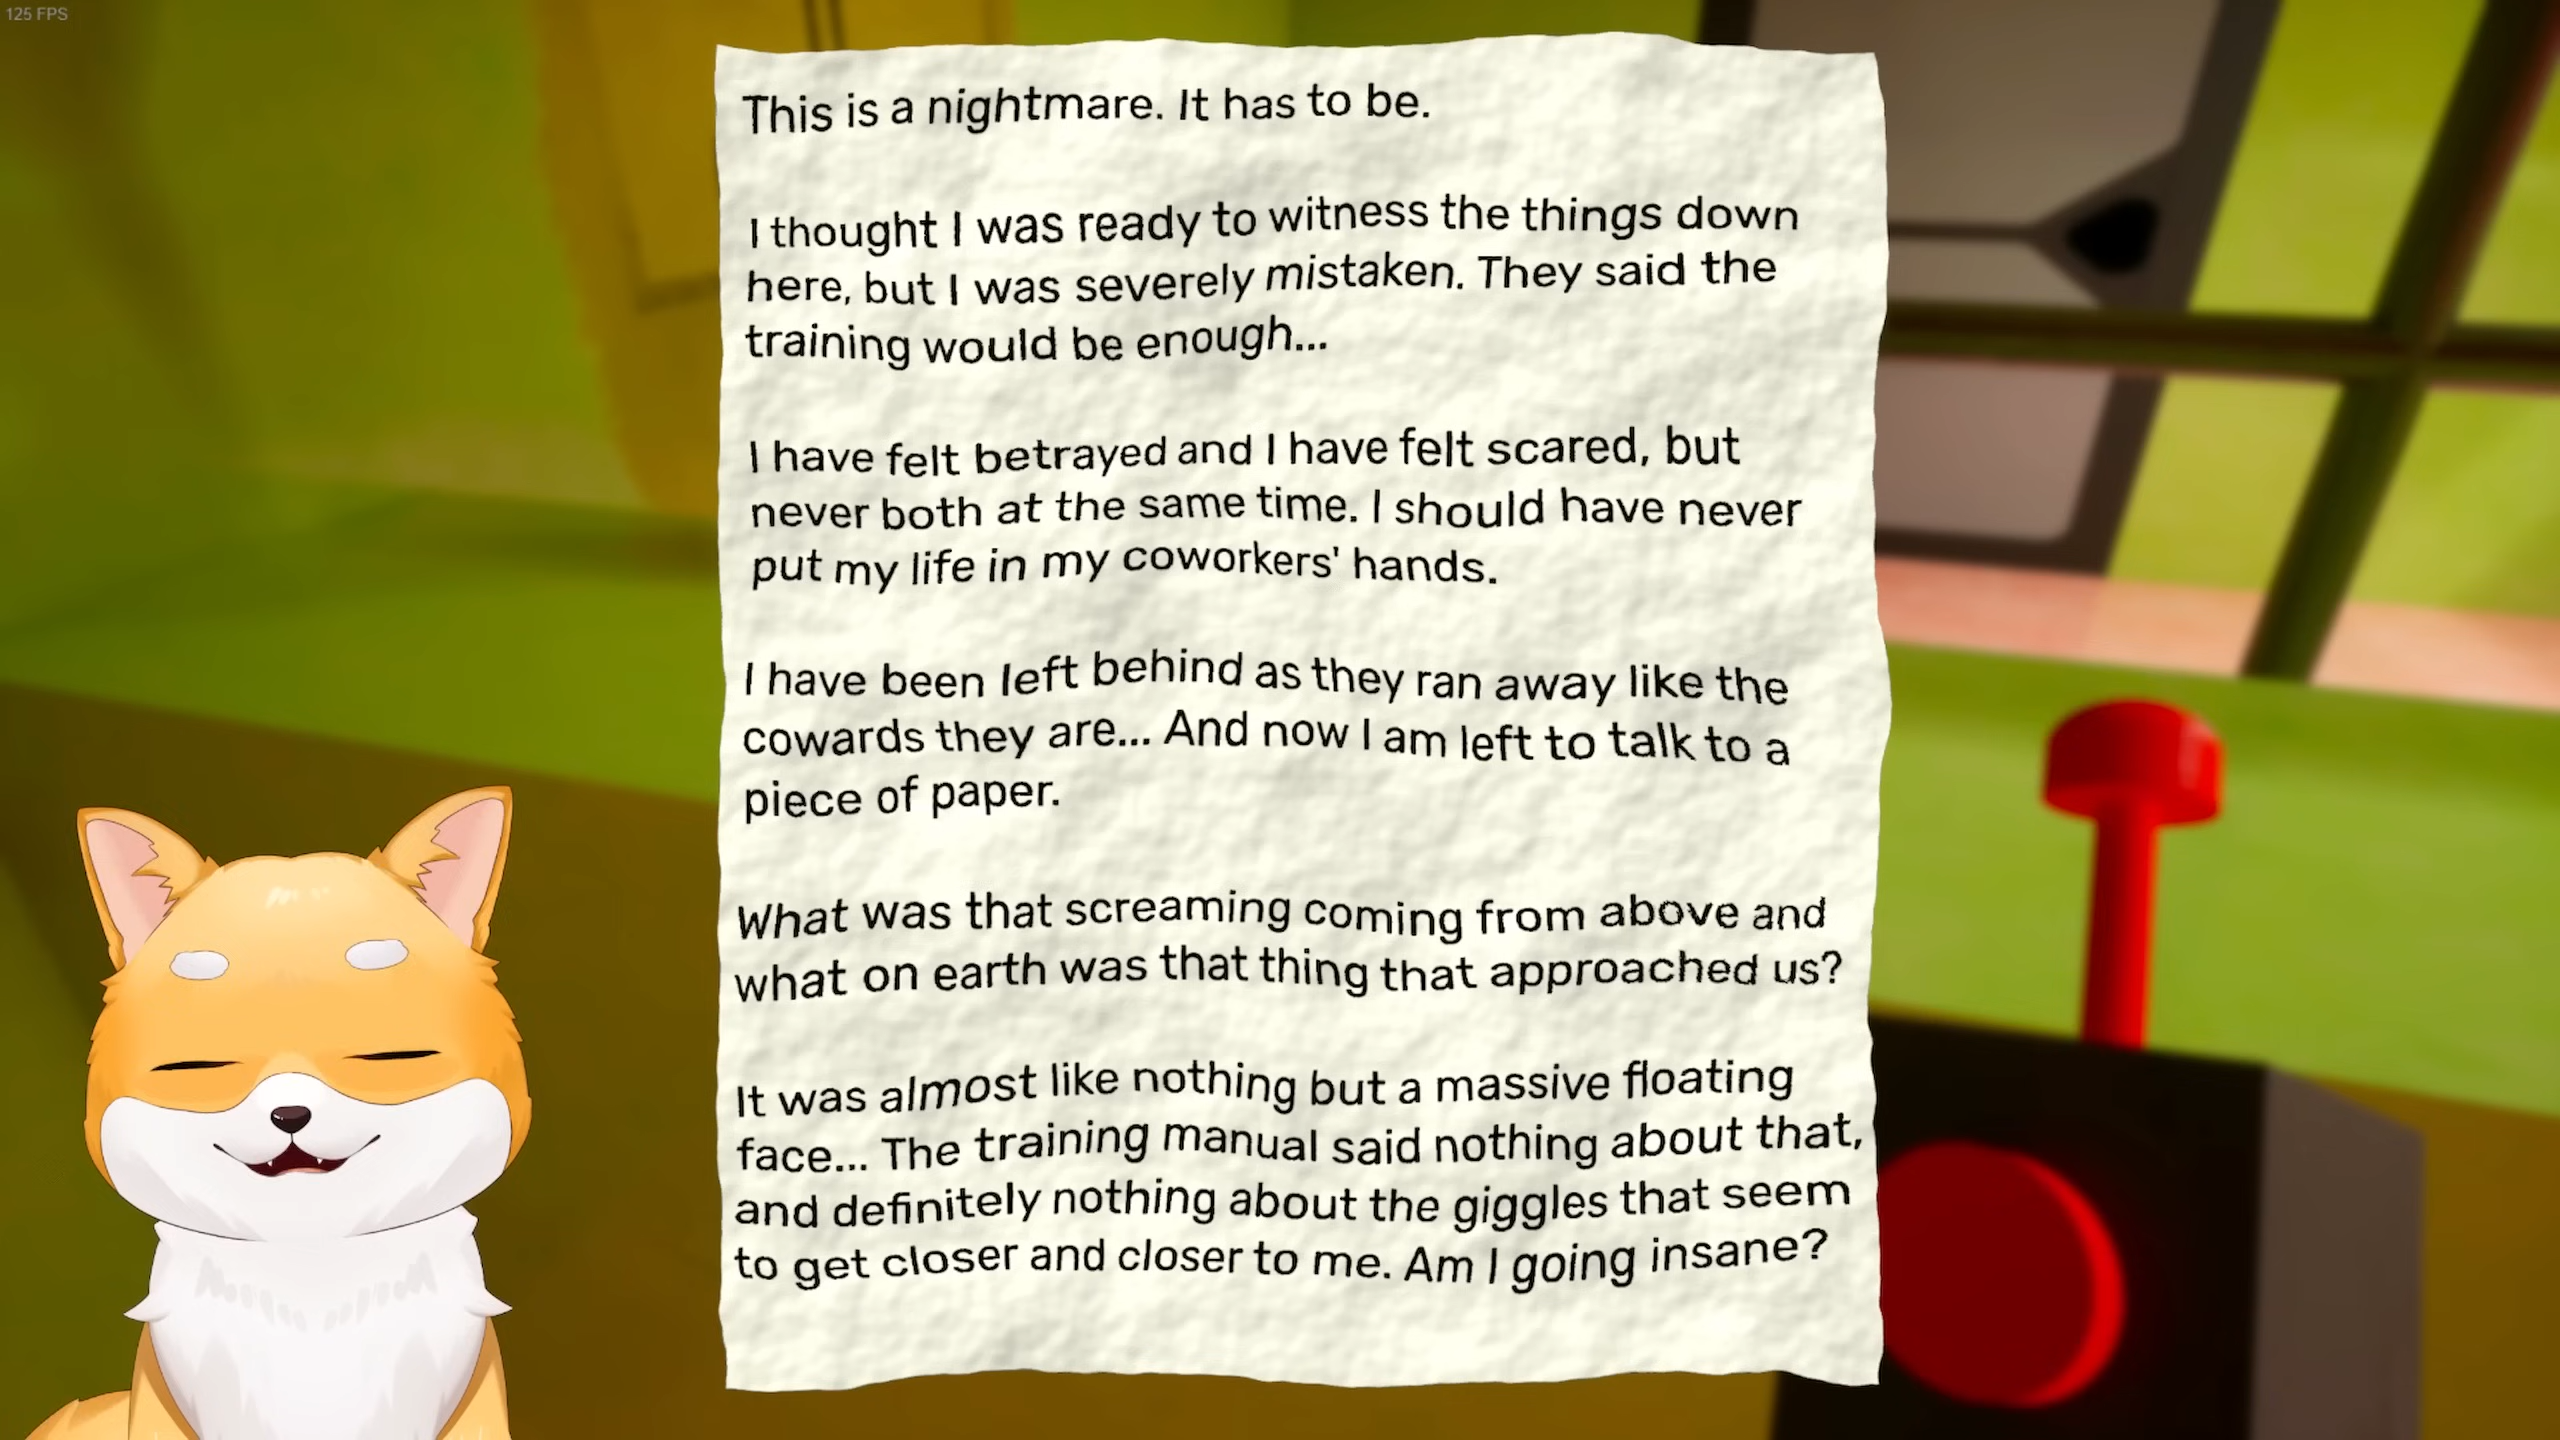 125 FPS
This is a nightmare. It has to be.
I thought I was ready to witness the things down
here, but I was severely mistaken. They said the
training would be enough...
I have felt betrayed and I have felt scared, but
never both at the same time. I should have never
put my life in my coworkers' hands.
I have been left behind as they ran away like the
cowards they are... And now I am left to talk to a
piece of paper.
What was that screaming coming from above and
what on earth was that thing that approached us?
It was almost like nothing but a massive floating
face... The training manual said nothing about that,
and definitely nothing about the giggles that seem
to get closer and closer to me. Am I going insane?